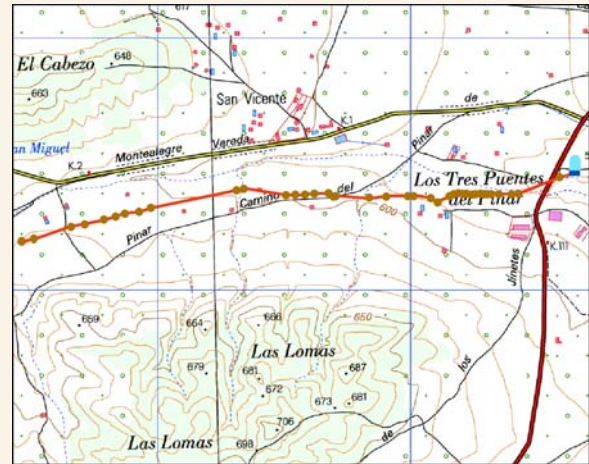 617
El Cabezo
648
663
San Vicente
K.1
de
an Miguel
Montealegre
Vereda
K.2
Pinar
Los Tres Puentes
del Pinar
Camino
del
600
Pinar
K.III
Jinetes
los
de
659
664
666
650
Las Lomas
679
681
687
672
681
673
706
698
Las Lomas